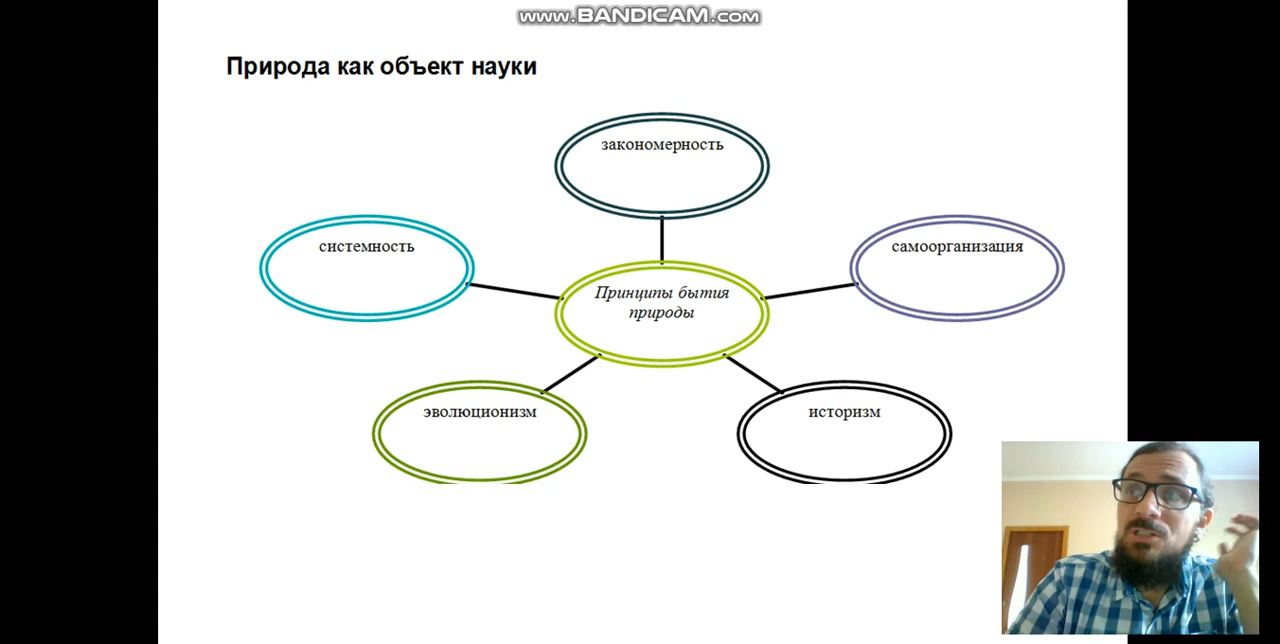 www.BANDICAM.com
Природа как объект науки
закономерность
системность
самоорганизация
Принципы бытия
природы
эволюционизм
историзм